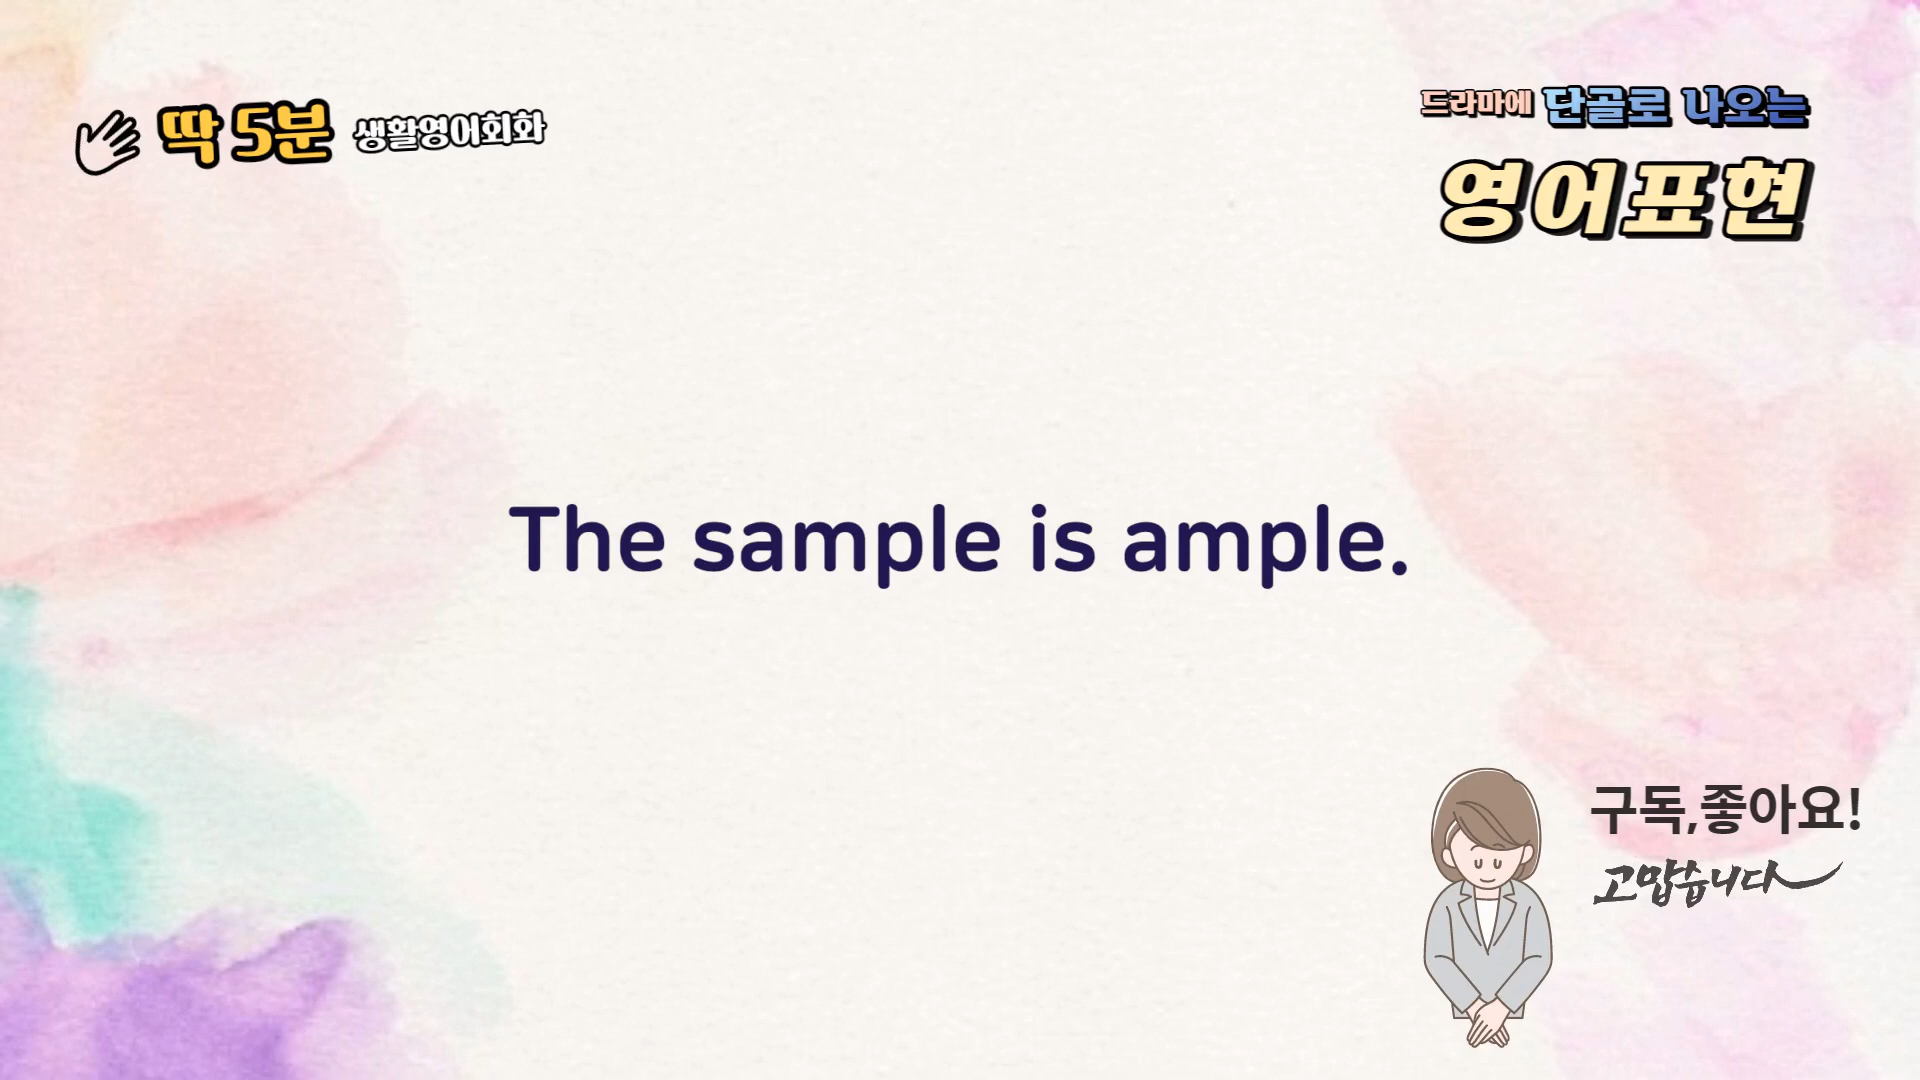 딱 5분 생활영어회화
드라마에 단골로 나오는
영어표현
The sample is ample.
구독,좋아요!
고맙습니다